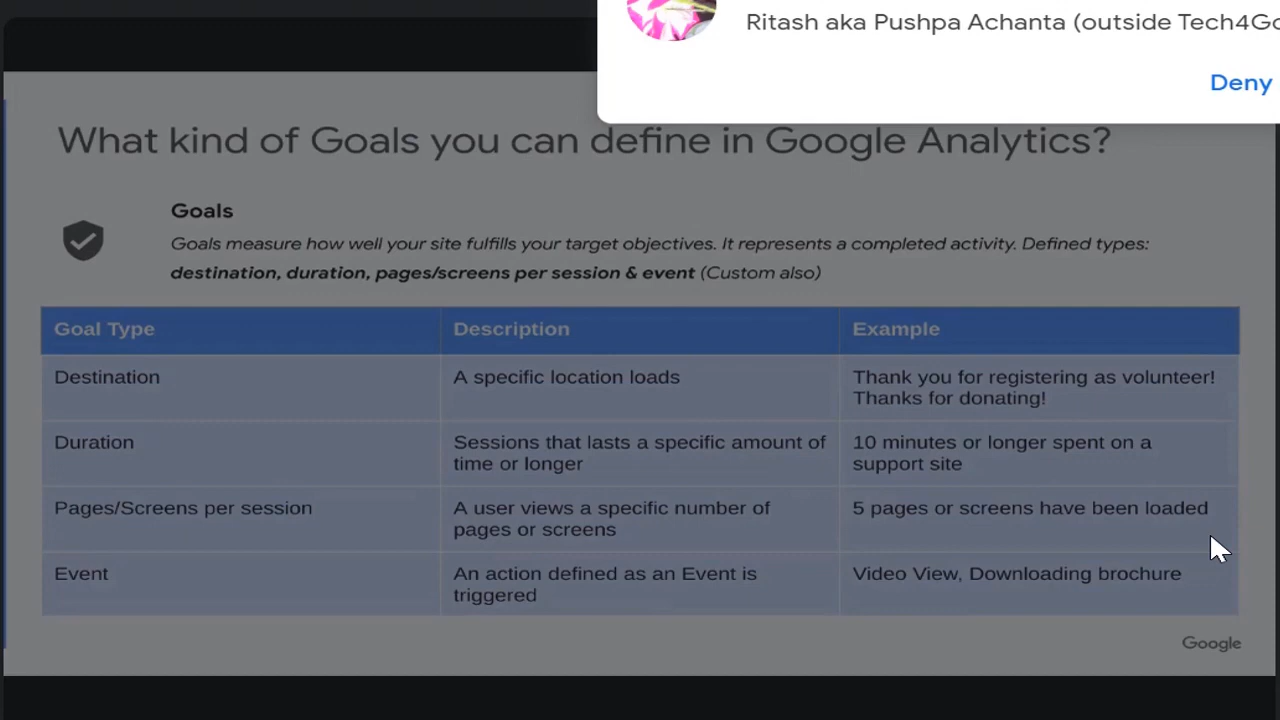 Ritash aka Pushpa Achanta (outside
Deny
What kind of Goals you can define in Google Analytics?
Goals
Goals measure how well your site fulfills your target objectives. It represents a completed activity. Defined types:
destination, duration, pages/screens per session & event (Custom also)
Goal Type Description Example
Destination A specific location loads Thank you for registering as volunteer!
Thanks for donating!
Duration Sessions that lasts a specific amount of 10 minutes or longer spent on a
time or longer support site
Pages/Screens per session A user views a specific number of 5 pages or screens have been loaded
pages or screens
Event An action defined as an Event is Video View, Downloading brochure
triggered
Google